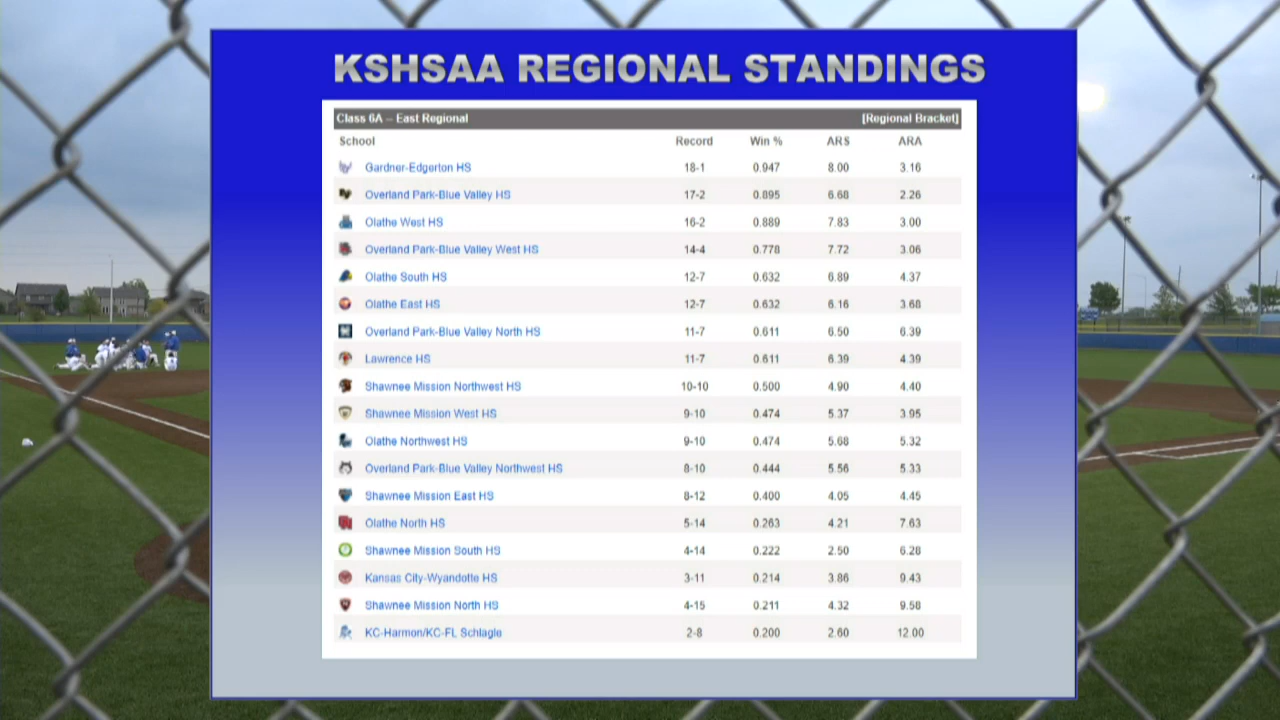 KSHSAA REGIONAL STANDINGS
Class 6A – East Regional [Regional Bracket]
School Record Win % ARS ARA
Gardner-Edgerton HS 18-1 0.947 8.00 3.16
Overland Park-Blue Valley HS 17-2 0.895 6.68 2.26
Olathe West HS 16-2 0.889 7.83 3.00
Overland Park-Blue Valley West HS 14-4 0.778 7.72 3.06
Olathe South HS 12-7 0.632 6.89 4.37
Olathe East HS 12-7 0.632 6.16 3.68
Overland Park-Blue Valley North HS 11-7 0.611 6.50 6.39
Lawrence HS 11-7 0.611 6.39 4.39
Shawnee Mission Northwest HS 10-10 0.500 4.90 4.40
Shawnee Mission West HS 9-10 0.474 5.37 3.95
Olathe Northwest HS 9-10 0.474 5.68 5.32
Overland Park-Blue Valley Northwest HS 8-10 0.444 5.56 5.33
Shawnee Mission East HS 8-12 0.400 4.05 4.45
Olathe North HS 5-14 0.263 4.21 7.63
Shawnee Mission South HS 4-14 0.222 2.50 6.28
Kansas City-Wyandotte HS 3-11 0.214 3.86 9.43
Shawnee Mission North HS 4-15 0.211 4.32 9.58
KC-Harmon/KC-FL Schlagle 2-8 0.200 2.60 12.00